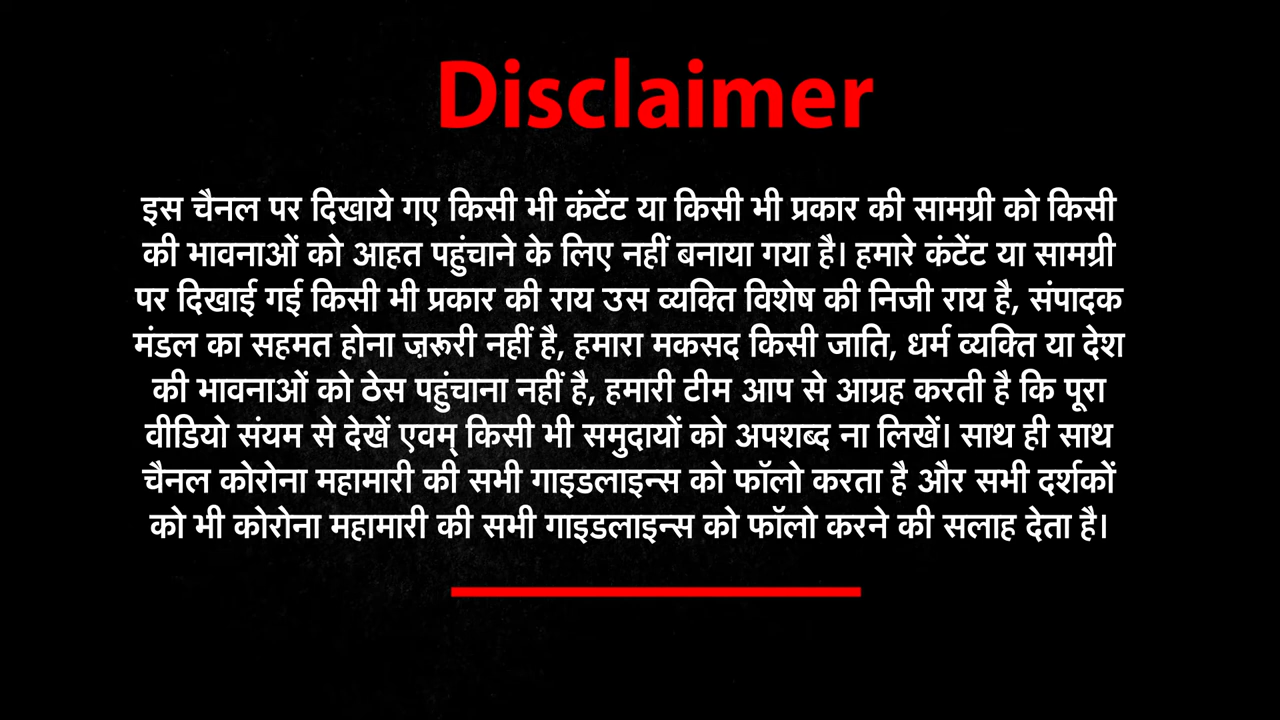 Disclaimer
इस चैनल पर दिखाये गए किसी भी कंटेंट या किसी भी प्रकार की सामग्री को किसी
की भावनाओं को आहत पहुंचाने के लिए नहीं बनाया गया है। हमारे कंटेंट या सामग्री
पर दिखाई गई किसी भी प्रकार की राय उस व्यक्ति विशेष की निजी राय है, संपादक
मंडल का सहमत होना ज़रूरी नहीं है, हमारा मकसद किसी जाति, धर्म व्यक्ति या देश
की भावनाओं को ठेस पहुंचाना नहीं है, हमारी टीम आप से आग्रह करती है कि पूरा
वीडियो संयम से देखें एवम् किसी भी समुदायों को अपशब्द ना लिखें। साथ ही साथ
चैनल कोरोना महामारी की सभी गाइडलाइन्स को फॉलो करता है और सभी दर्शकों
को भी कोरोना महामारी की सभी गाइडलाइन्स को फॉलो करने की सलाह देता है।